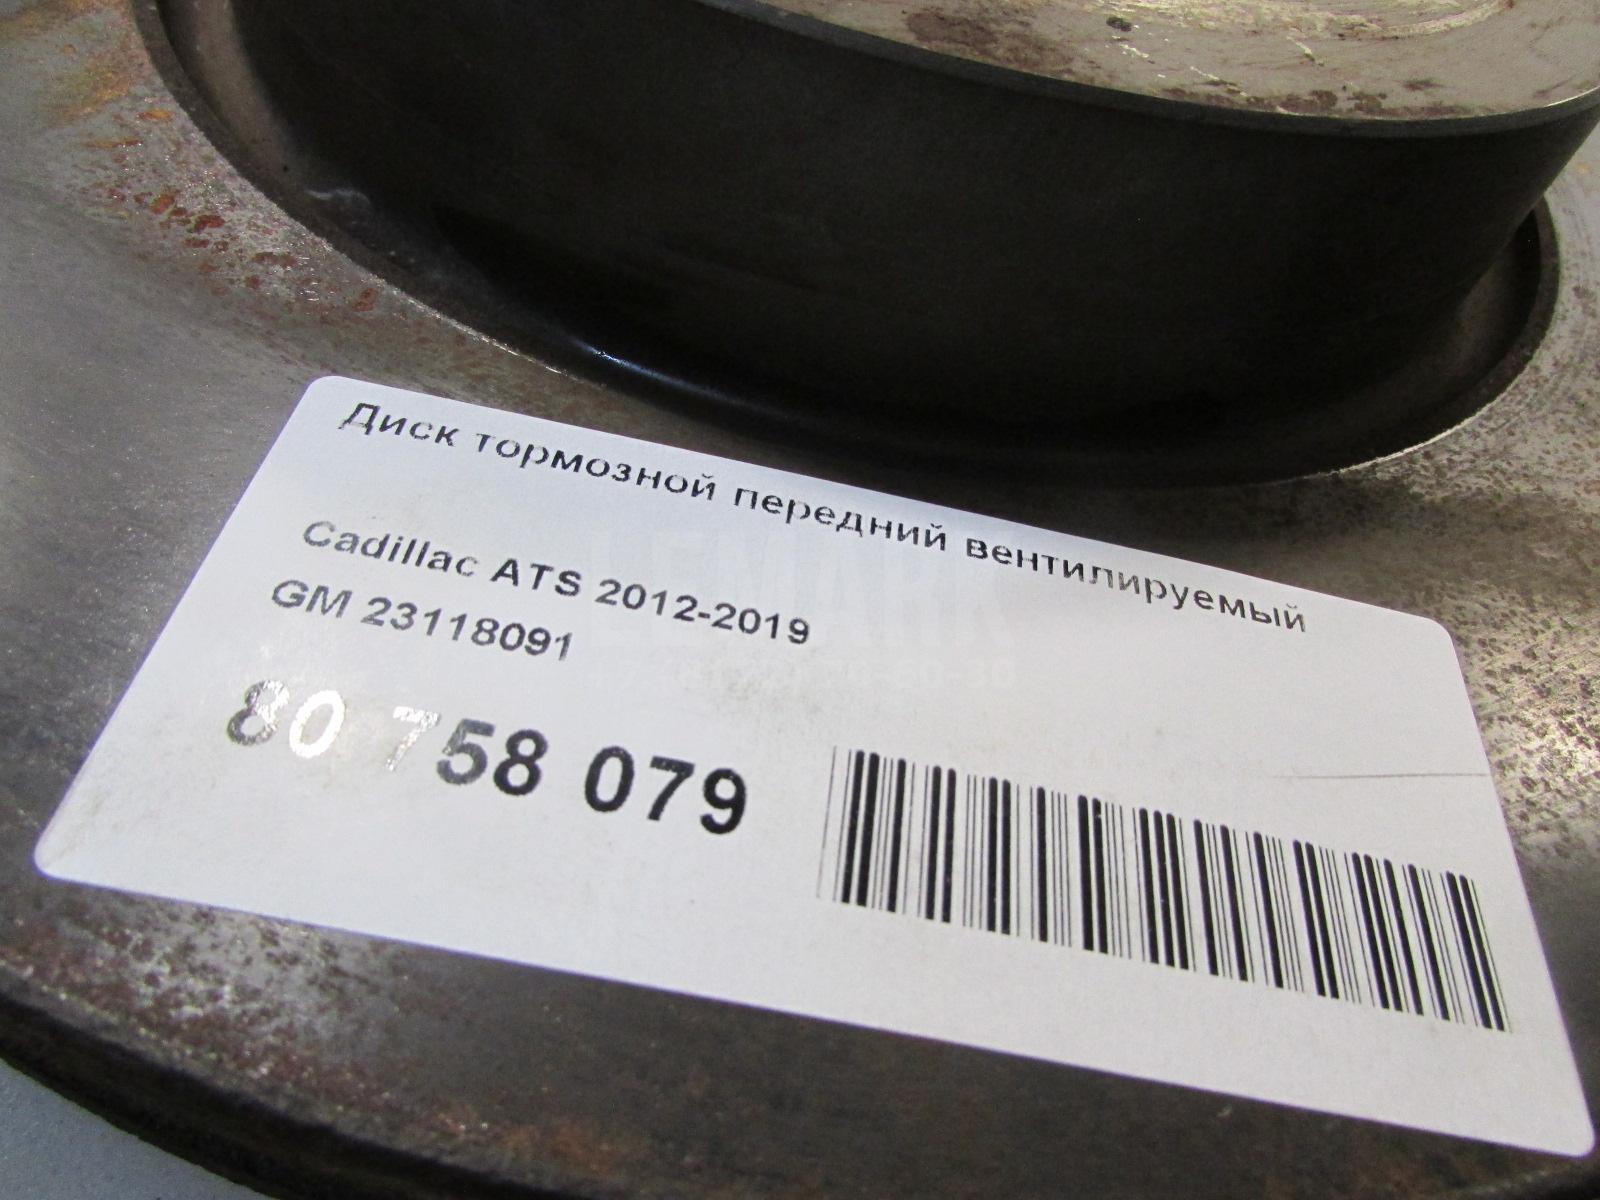 Диск тормозной передний вентилируемый
Cadillac ATS 2012-2019
GM 23118091
80 758 079